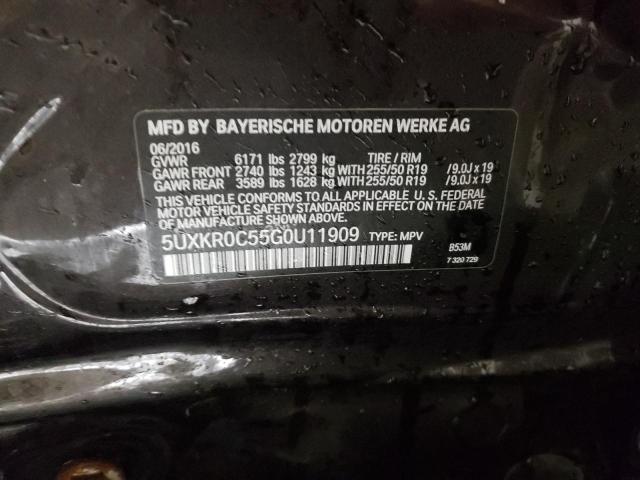 MFD BY BAYERISCHE MOTOREN WERKE AG
06/2016
GVWR 6171 lbs 2799 kg TIRE / RIM
GAWR FRONT 2740 lbs 1243 kg WITH 255/50 R19 /9.0J x 19
GAWR REAR 3589 lbs 1628 kg WITH 255/50 R19 /9.0J x 19
THIS VEHICLE CONFORMS TO ALL APPLICABLE U. S. FEDERAL
MOTOR VEHICLE SAFETY STANDARDS IN EFFECT ON THE DATE
OF MANUFACTURE SHOWN ABOVE.
5UXKR0C55G0U11909 TYPE: MPV
B53M
7 320 729